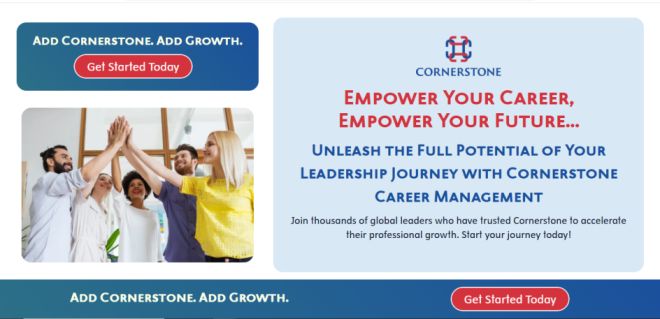 Add Cornerstone. Add Growth.
Get Started Today
CORNERSTONE
Empower Your Career,
Empower Your Future...
Unleash the Full Potential of Your
Leadership Journey with Cornerstone
Career Management
Join thousands of global leaders who have trusted Cornerstone to accelerate
their professional growth. Start your journey today!
Add Cornerstone. Add Growth.
Get Started Today